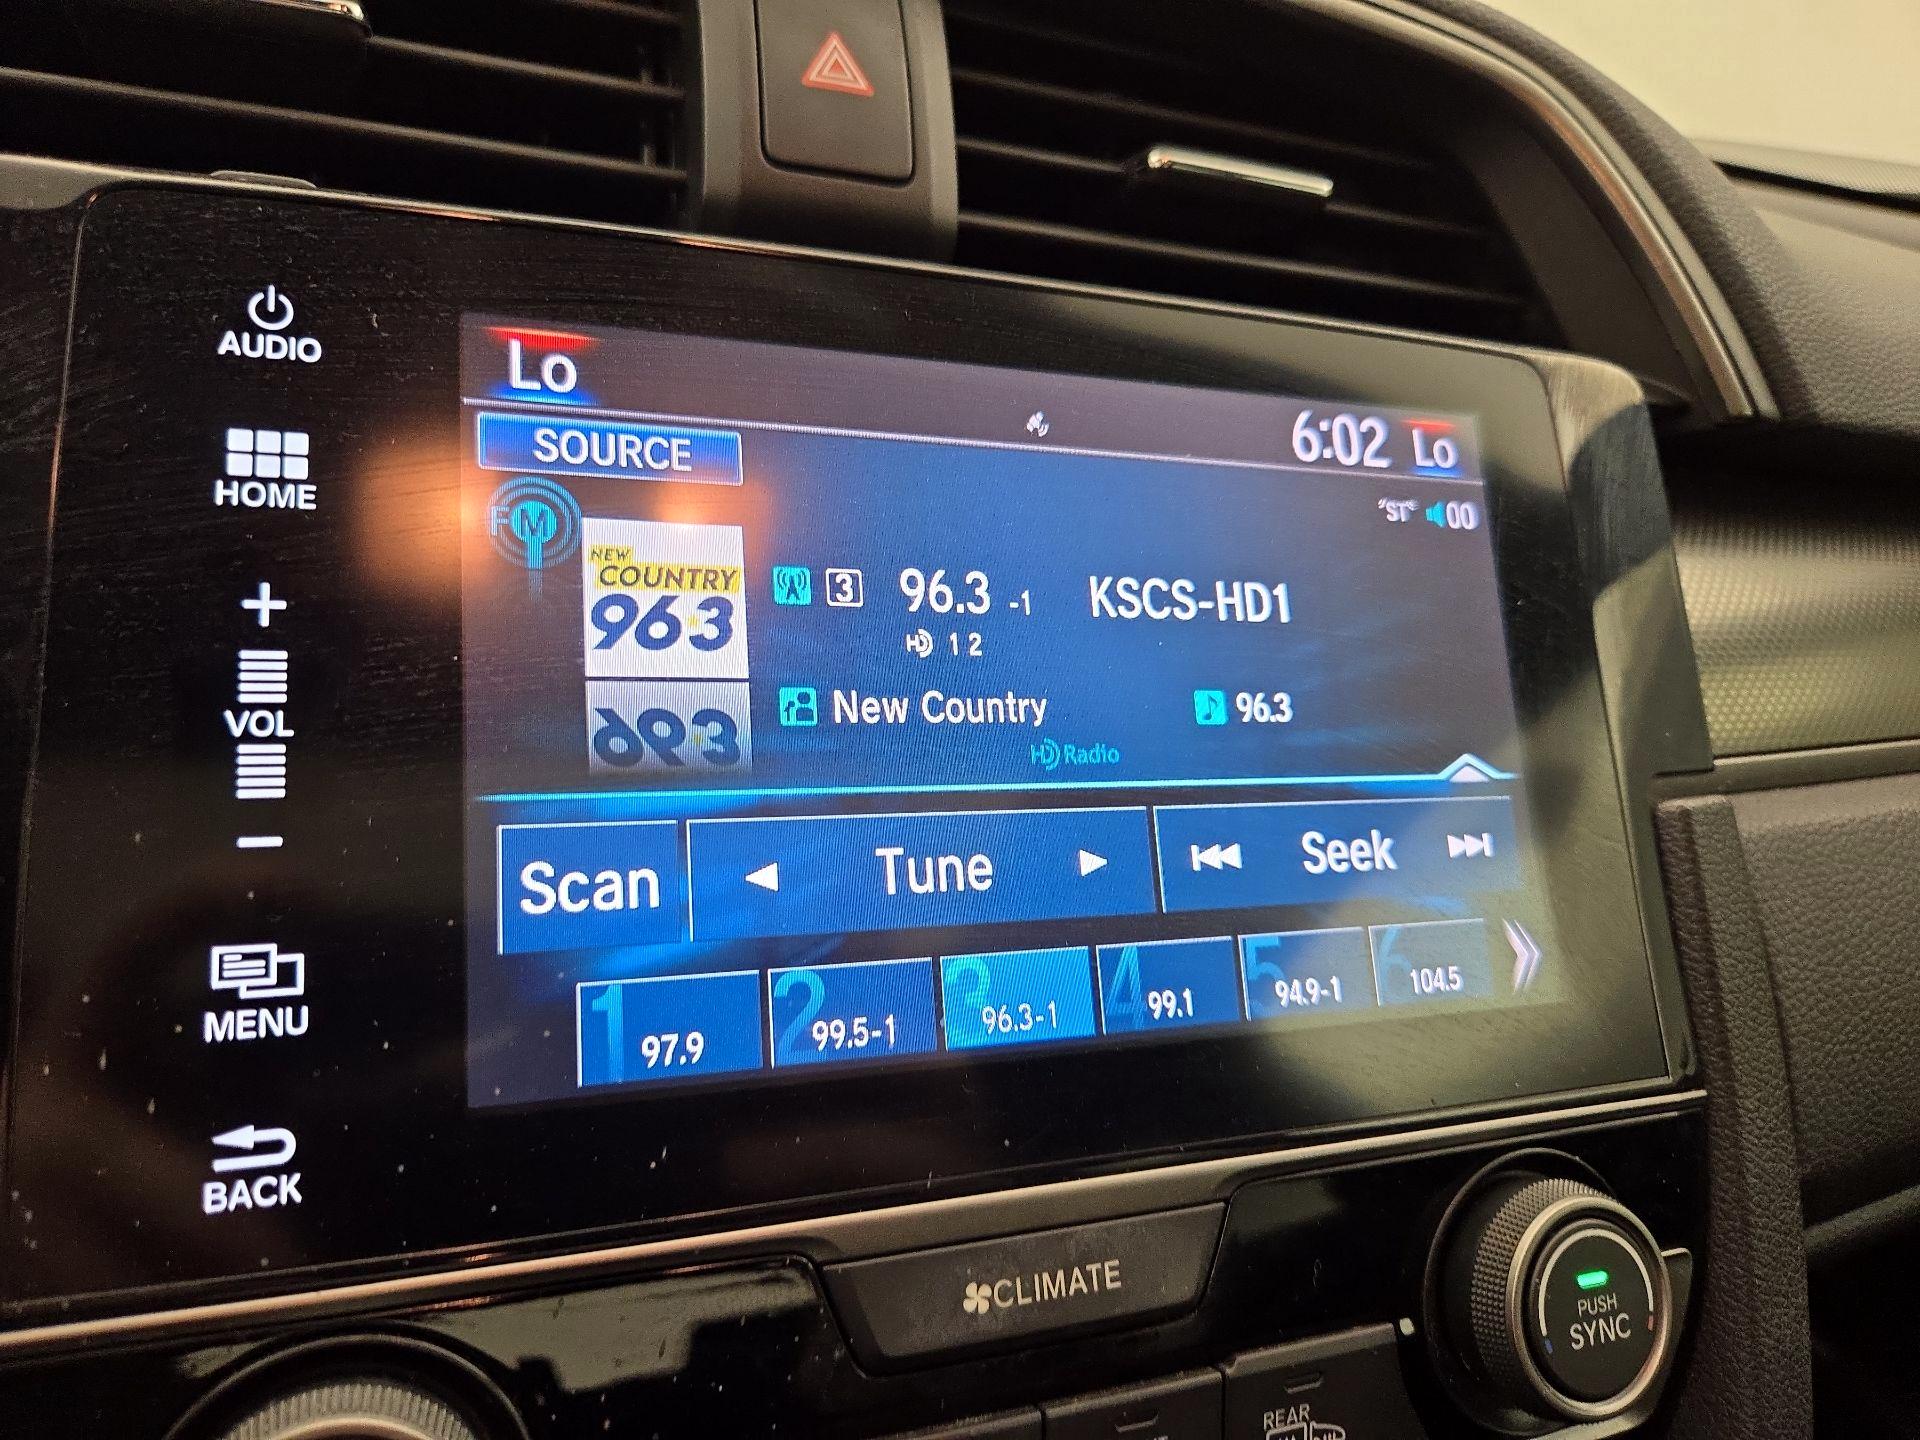 AUDIO
HOME
+
VOL
−
MENU
BACK
Lo
6:02 Lo
SOURCE
"ST" 00
FM
NEW
COUNTRY
96.3
3 96.3 -1 KSCS-HD1
HD 1 2
New Country 96.3
HD Radio
Scan Tune Seek
1 97.9
2 99.5-1
3 96.3-1
4 99.1
5 94.9-1
6 104.5
CLIMATE
PUSH
SYNC
REAR